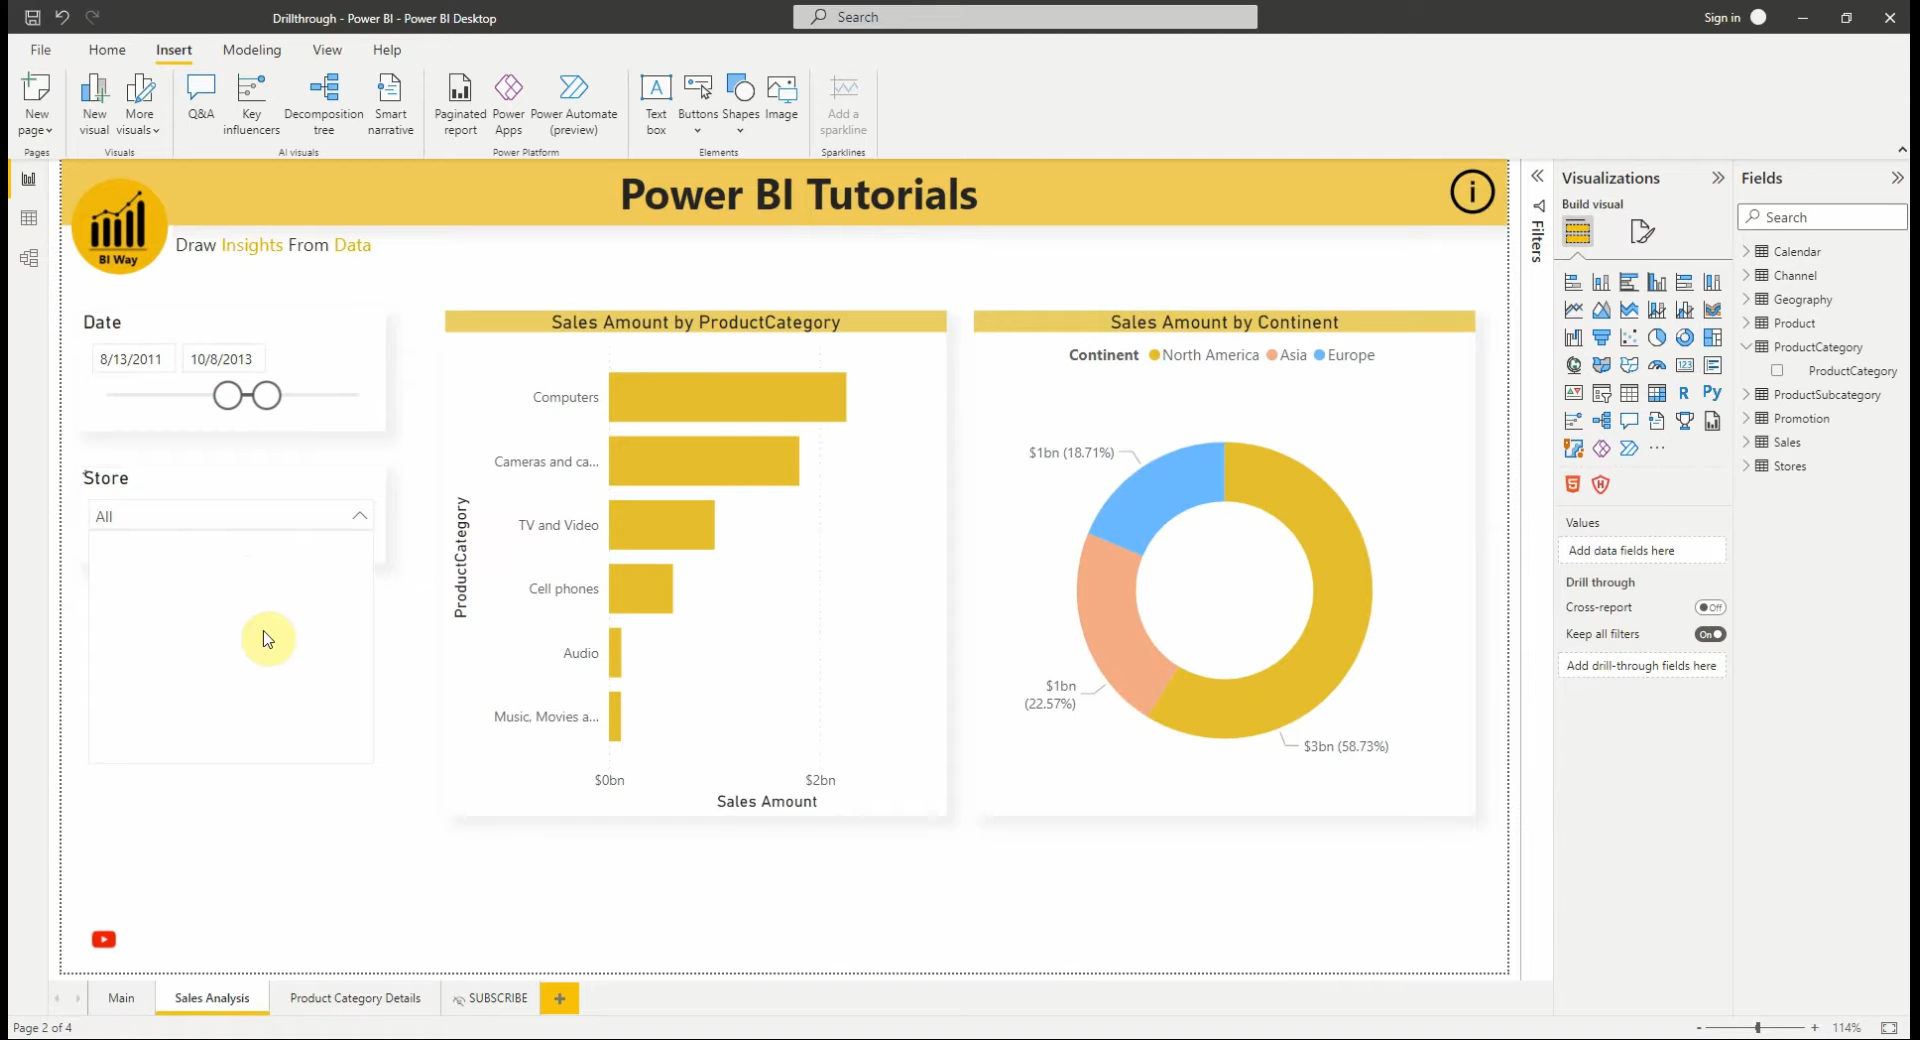 Drillthrough - Power BI - Power BI Desktop
Search
Sign in
File
Home
Insert
Modeling
View
Help
New page
New visual
More visuals
Q&A
Key influencers
Decomposition tree
Smart narrative
Paginated report
Power Apps
Power Automate (preview)
Text box
Buttons
Shapes
Image
Add a sparkline
Pages
Visuals
AI visuals
Power Platform
Elements
Sparklines
Power BI Tutorials
BI Way
Draw Insights From Data
Date
8/13/2011
10/8/2013
Store
All
Sales Amount by ProductCategory
ProductCategory
Computers
Cameras and ca...
TV and Video
Cell phones
Audio
Music, Movies a...
$0bn
$2bn
Sales Amount
Sales Amount by Continent
Continent North America Asia Europe
$1bn (18.71%)
$1bn
(22.57%)
$3bn (58.73%)
Filters
Visualizations
Build visual
R
Py
123
Values
Add data fields here
Drill through
Cross-report
Off
Keep all filters
On
Add drill-through fields here
Fields
Search
Calendar
Channel
Geography
Product
ProductCategory
ProductCategory
ProductSubcategory
Promotion
Sales
Stores
Main
Sales Analysis
Product Category Details
SUBSCRIBE
Page 2 of 4
114%